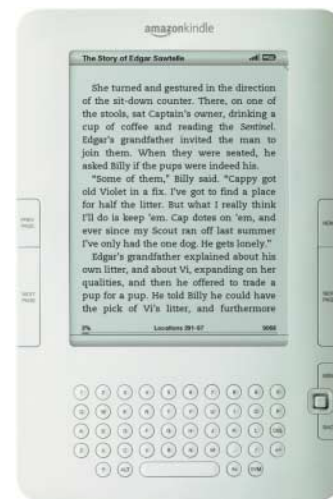 amazonkindle
The Story of Edgar Sawtelle
She turned and gestured in the direction
of the sit-down counter. There, on one of
the stools, sat Captain's owner, drinking a
cup of coffee and reading the Sentinel.
Edgar's grandfather invited the man to
join them. When they were seated, he
asked Billy if the pups were indeed his.
"Some of them," Billy said. "Cappy got
old Violet in a fix. I've got to find a place
for half the litter. But what I really think
I'll do is keep 'em. Cap dotes on 'em, and
ever since my Scout ran off last summer
I've only had the one dog. He gets lonely."
Edgar's grandfather explained about his
own litter, and about Vi, expanding on her
qualities, and then he offered to trade a
pup for a pup. He told Billy he could have
the pick of Vi's litter, and furthermore
Locations 291-97
PREV
PAGE
NEXT
PAGE
ALT
SYM